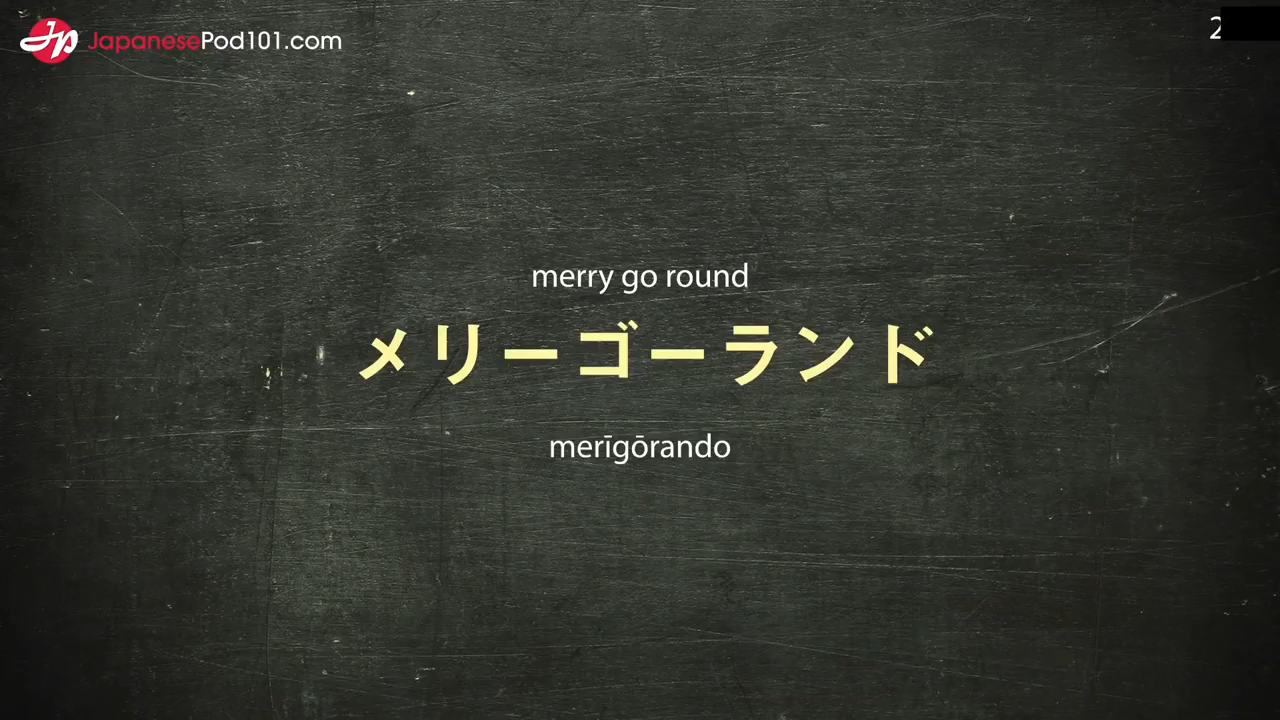 JapanesePod101.com
merry go round
メリーゴーランド
merīgōrando